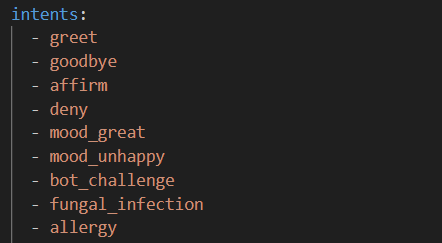 intents:
- greet
- goodbye
- affirm
- deny
- mood_great
- mood_unhappy
- bot_challenge
- fungal_infection
- allergy